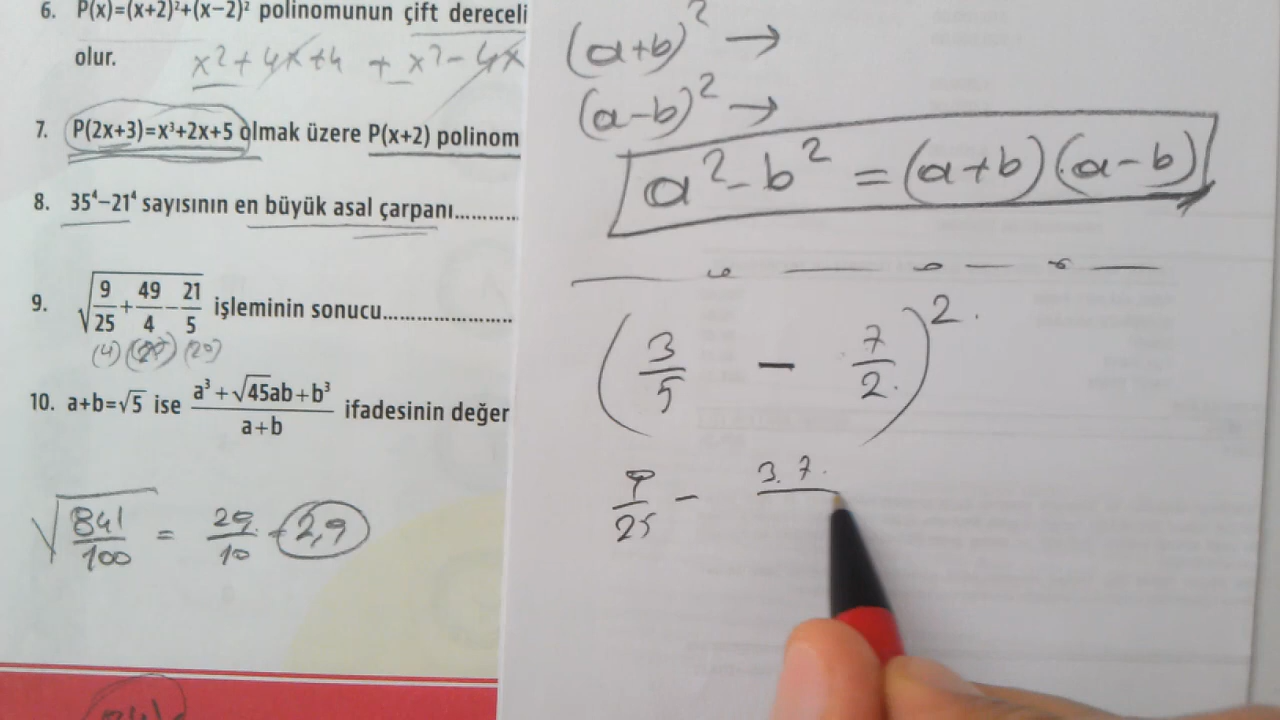 6. P(x)=(x+2)²+(x−2)² polinomunun çift dereceli
olur.
x² + 4x + 4 + x² − 4x
7. P(2x+3)=x³+2x+5 olmak üzere P(x+2) polinom
8. 35⁴−21⁴ sayısının en büyük asal çarpanı............
9. √(9/25 + 49/4 − 21/5) işleminin sonucu......................
(4) (20)
10. a+b=√5 ise (a³+√45ab+b³)/(a+b) ifadesinin değer
√(841/100) = 29/10 = 2,9
(a+b)² →
(a−b)² →
a² − b² = (a+b)(a−b)
(3/5 − 7/2)²
9/25 − 3.7